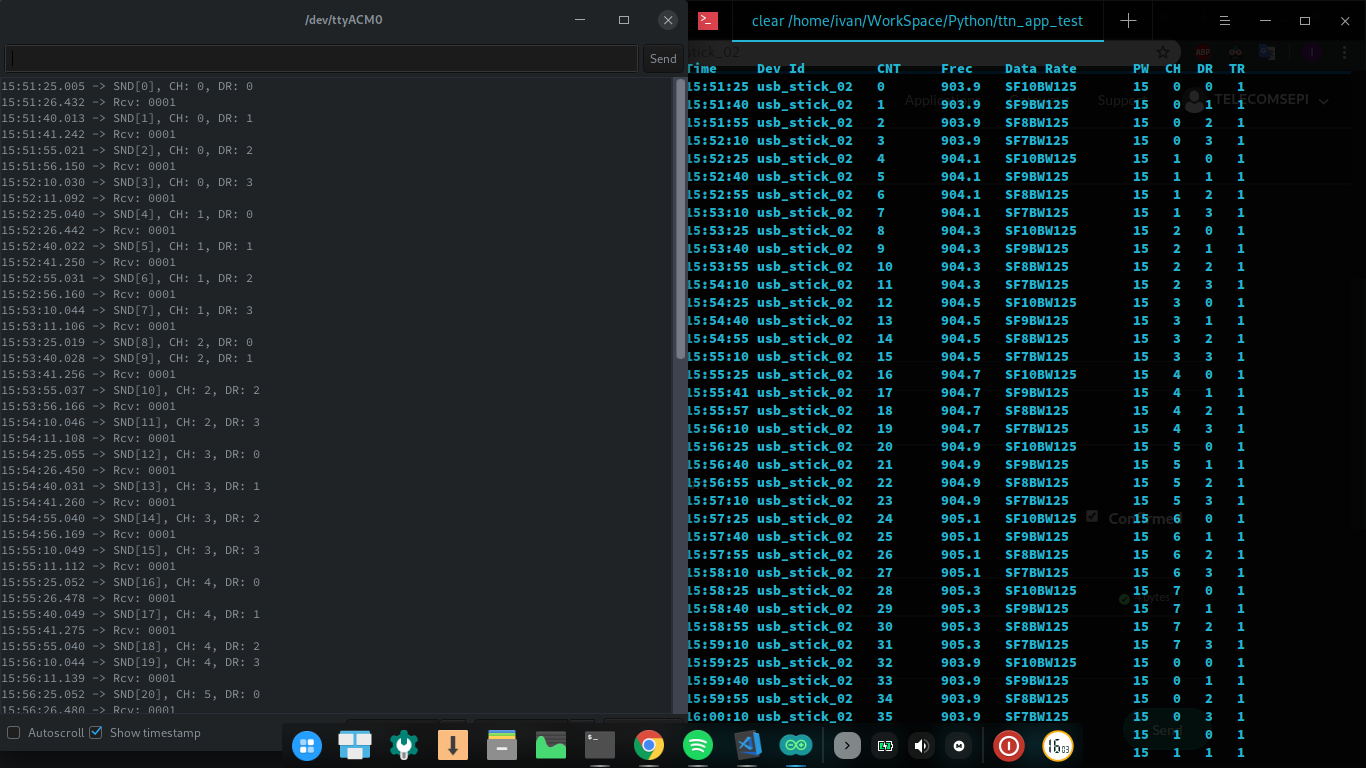 /dev/ttyACM0
Send
15:51:25.005 -> SND[0], CH: 0, DR: 0
15:51:26.432 -> Rcv: 0001
15:51:40.013 -> SND[1], CH: 0, DR: 1
15:51:41.242 -> Rcv: 0001
15:51:55.021 -> SND[2], CH: 0, DR: 2
15:51:56.150 -> Rcv: 0001
15:52:10.030 -> SND[3], CH: 0, DR: 3
15:52:11.092 -> Rcv: 0001
15:52:25.040 -> SND[4], CH: 1, DR: 0
15:52:26.442 -> Rcv: 0001
15:52:40.022 -> SND[5], CH: 1, DR: 1
15:52:41.250 -> Rcv: 0001
15:52:55.031 -> SND[6], CH: 1, DR: 2
15:52:56.160 -> Rcv: 0001
15:53:10.044 -> SND[7], CH: 1, DR: 3
15:53:11.106 -> Rcv: 0001
15:53:25.019 -> SND[8], CH: 2, DR: 0
15:53:40.028 -> SND[9], CH: 2, DR: 1
15:53:41.256 -> Rcv: 0001
15:53:55.037 -> SND[10], CH: 2, DR: 2
15:53:56.166 -> Rcv: 0001
15:54:10.046 -> SND[11], CH: 2, DR: 3
15:54:11.108 -> Rcv: 0001
15:54:25.055 -> SND[12], CH: 3, DR: 0
15:54:26.450 -> Rcv: 0001
15:54:40.031 -> SND[13], CH: 3, DR: 1
15:54:41.260 -> Rcv: 0001
15:54:55.040 -> SND[14], CH: 3, DR: 2
15:54:56.169 -> Rcv: 0001
15:55:10.049 -> SND[15], CH: 3, DR: 3
15:55:11.112 -> Rcv: 0001
15:55:25.052 -> SND[16], CH: 4, DR: 0
15:55:26.478 -> Rcv: 0001
15:55:40.049 -> SND[17], CH: 4, DR: 1
15:55:41.275 -> Rcv: 0001
15:55:55.040 -> SND[18], CH: 4, DR: 2
15:56:10.044 -> SND[19], CH: 4, DR: 3
15:56:11.139 -> Rcv: 0001
15:56:25.052 -> SND[20], CH: 5, DR: 0
15:56:26.480 -> Rcv: 0001
Autoscroll Show timestamp
clear /home/ivan/WorkSpace/Python/ttn_app_test
stick_02
ABP
TELECOMSEPI
Confirmed
bytes
Send
Time Dev Id CNT Frec Data Rate PW CH DR TR
15:51:25 usb_stick_02 0 903.9 SF10BW125 15 0 0 1
15:51:40 usb_stick_02 1 903.9 SF9BW125 15 0 1 1
15:51:55 usb_stick_02 2 903.9 SF8BW125 15 0 2 1
15:52:10 usb_stick_02 3 903.9 SF7BW125 15 0 3 1
15:52:25 usb_stick_02 4 904.1 SF10BW125 15 1 0 1
15:52:40 usb_stick_02 5 904.1 SF9BW125 15 1 1 1
15:52:55 usb_stick_02 6 904.1 SF8BW125 15 1 2 1
15:53:10 usb_stick_02 7 904.1 SF7BW125 15 1 3 1
15:53:25 usb_stick_02 8 904.3 SF10BW125 15 2 0 1
15:53:40 usb_stick_02 9 904.3 SF9BW125 15 2 1 1
15:53:55 usb_stick_02 10 904.3 SF8BW125 15 2 2 1
15:54:10 usb_stick_02 11 904.3 SF7BW125 15 2 3 1
15:54:25 usb_stick_02 12 904.5 SF10BW125 15 3 0 1
15:54:40 usb_stick_02 13 904.5 SF9BW125 15 3 1 1
15:54:55 usb_stick_02 14 904.5 SF8BW125 15 3 2 1
15:55:10 usb_stick_02 15 904.5 SF7BW125 15 3 3 1
15:55:25 usb_stick_02 16 904.7 SF10BW125 15 4 0 1
15:55:41 usb_stick_02 17 904.7 SF9BW125 15 4 1 1
15:55:57 usb_stick_02 18 904.7 SF8BW125 15 4 2 1
15:56:10 usb_stick_02 19 904.7 SF7BW125 15 4 3 1
15:56:25 usb_stick_02 20 904.9 SF10BW125 15 5 0 1
15:56:40 usb_stick_02 21 904.9 SF9BW125 15 5 1 1
15:56:55 usb_stick_02 22 904.9 SF8BW125 15 5 2 1
15:57:10 usb_stick_02 23 904.9 SF7BW125 15 5 3 1
15:57:25 usb_stick_02 24 905.1 SF10BW125 15 6 0 1
15:57:40 usb_stick_02 25 905.1 SF9BW125 15 6 1 1
15:57:55 usb_stick_02 26 905.1 SF8BW125 15 6 2 1
15:58:10 usb_stick_02 27 905.1 SF7BW125 15 6 3 1
15:58:25 usb_stick_02 28 905.3 SF10BW125 15 7 0 1
15:58:40 usb_stick_02 29 905.3 SF9BW125 15 7 1 1
15:58:55 usb_stick_02 30 905.3 SF8BW125 15 7 2 1
15:59:10 usb_stick_02 31 905.3 SF7BW125 15 7 3 1
15:59:25 usb_stick_02 32 903.9 SF10BW125 15 0 0 1
15:59:40 usb_stick_02 33 903.9 SF9BW125 15 0 1 1
15:59:55 usb_stick_02 34 903.9 SF8BW125 15 0 2 1
16:00:10 usb_stick_02 35 903.9 SF7BW125 15 0 3 1
15 1 0 1
15 1 1 1
16 03